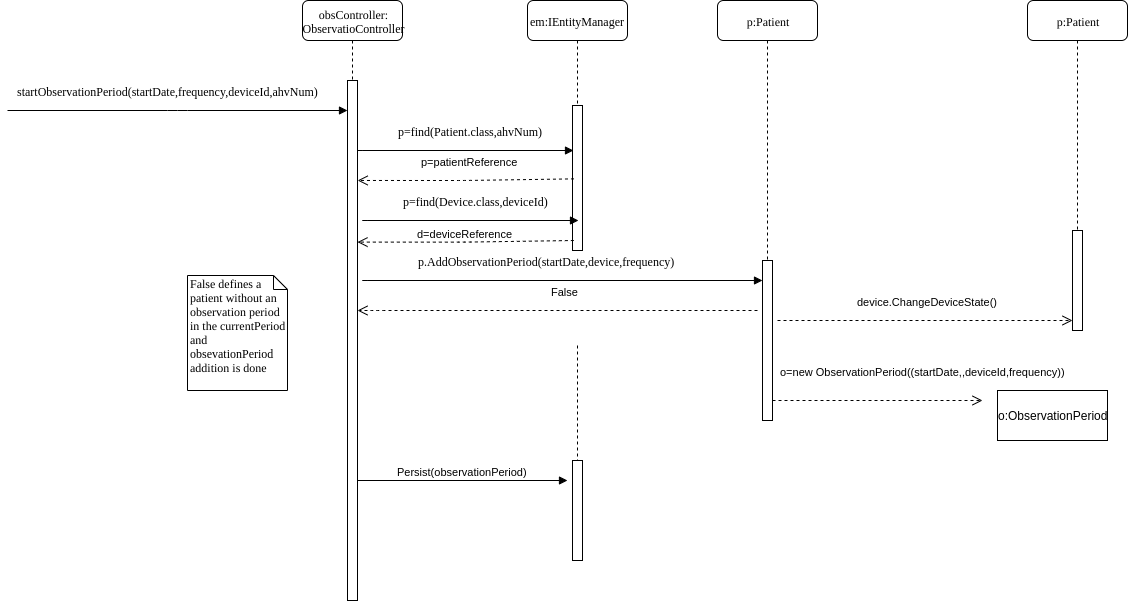 obsController:
ObservatioController
em:IEntityManager
p:Patient
p:Patient
startObservationPeriod(startDate,frequency,deviceId,ahvNum)
p=find(Patient.class,ahvNum)
p=patientReference
p=find(Device.class,deviceId)
d=deviceReference
p.AddObservationPeriod(startDate,device,frequency)
False
device.ChangeDeviceState()
False defines a
patient without an
observation period
in the currentPeriod
and
obsevationPeriod
addition is done
o=new ObservationPeriod((startDate,,deviceId,frequency))
o:ObservationPeriod
Persist(observationPeriod)